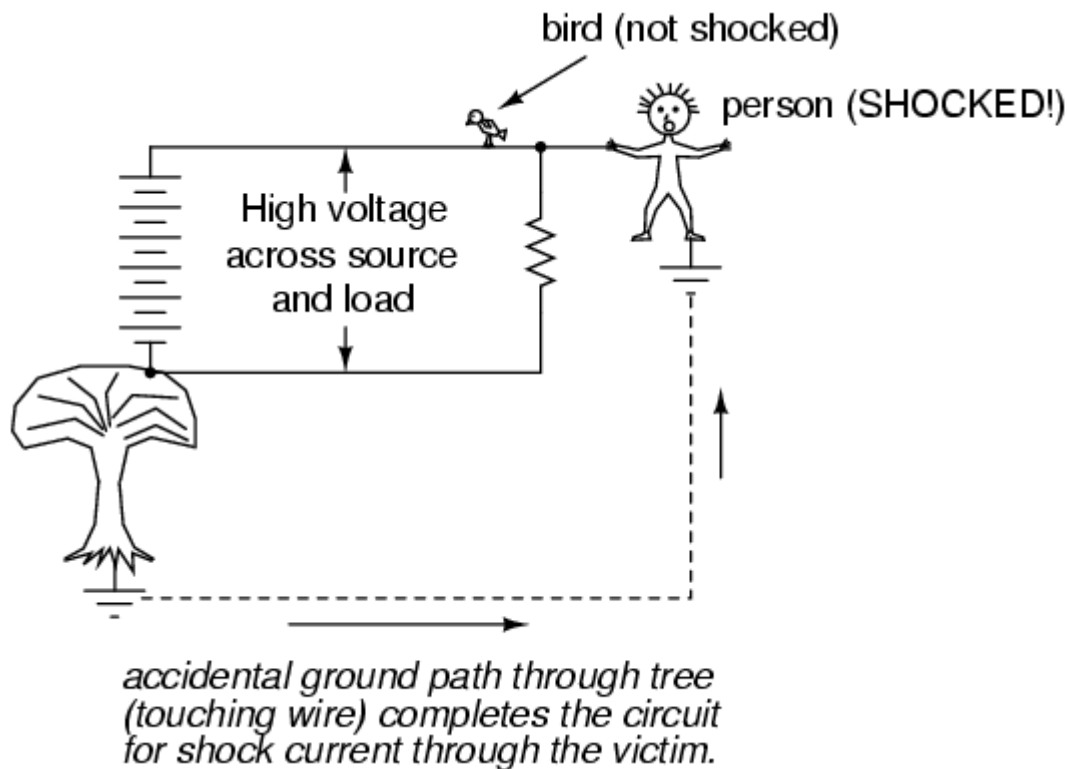 bird (not shocked)
person (SHOCKED!)
High voltage
across source
and load
accidental ground path through tree
(touching wire) completes the circuit
for shock current through the victim.